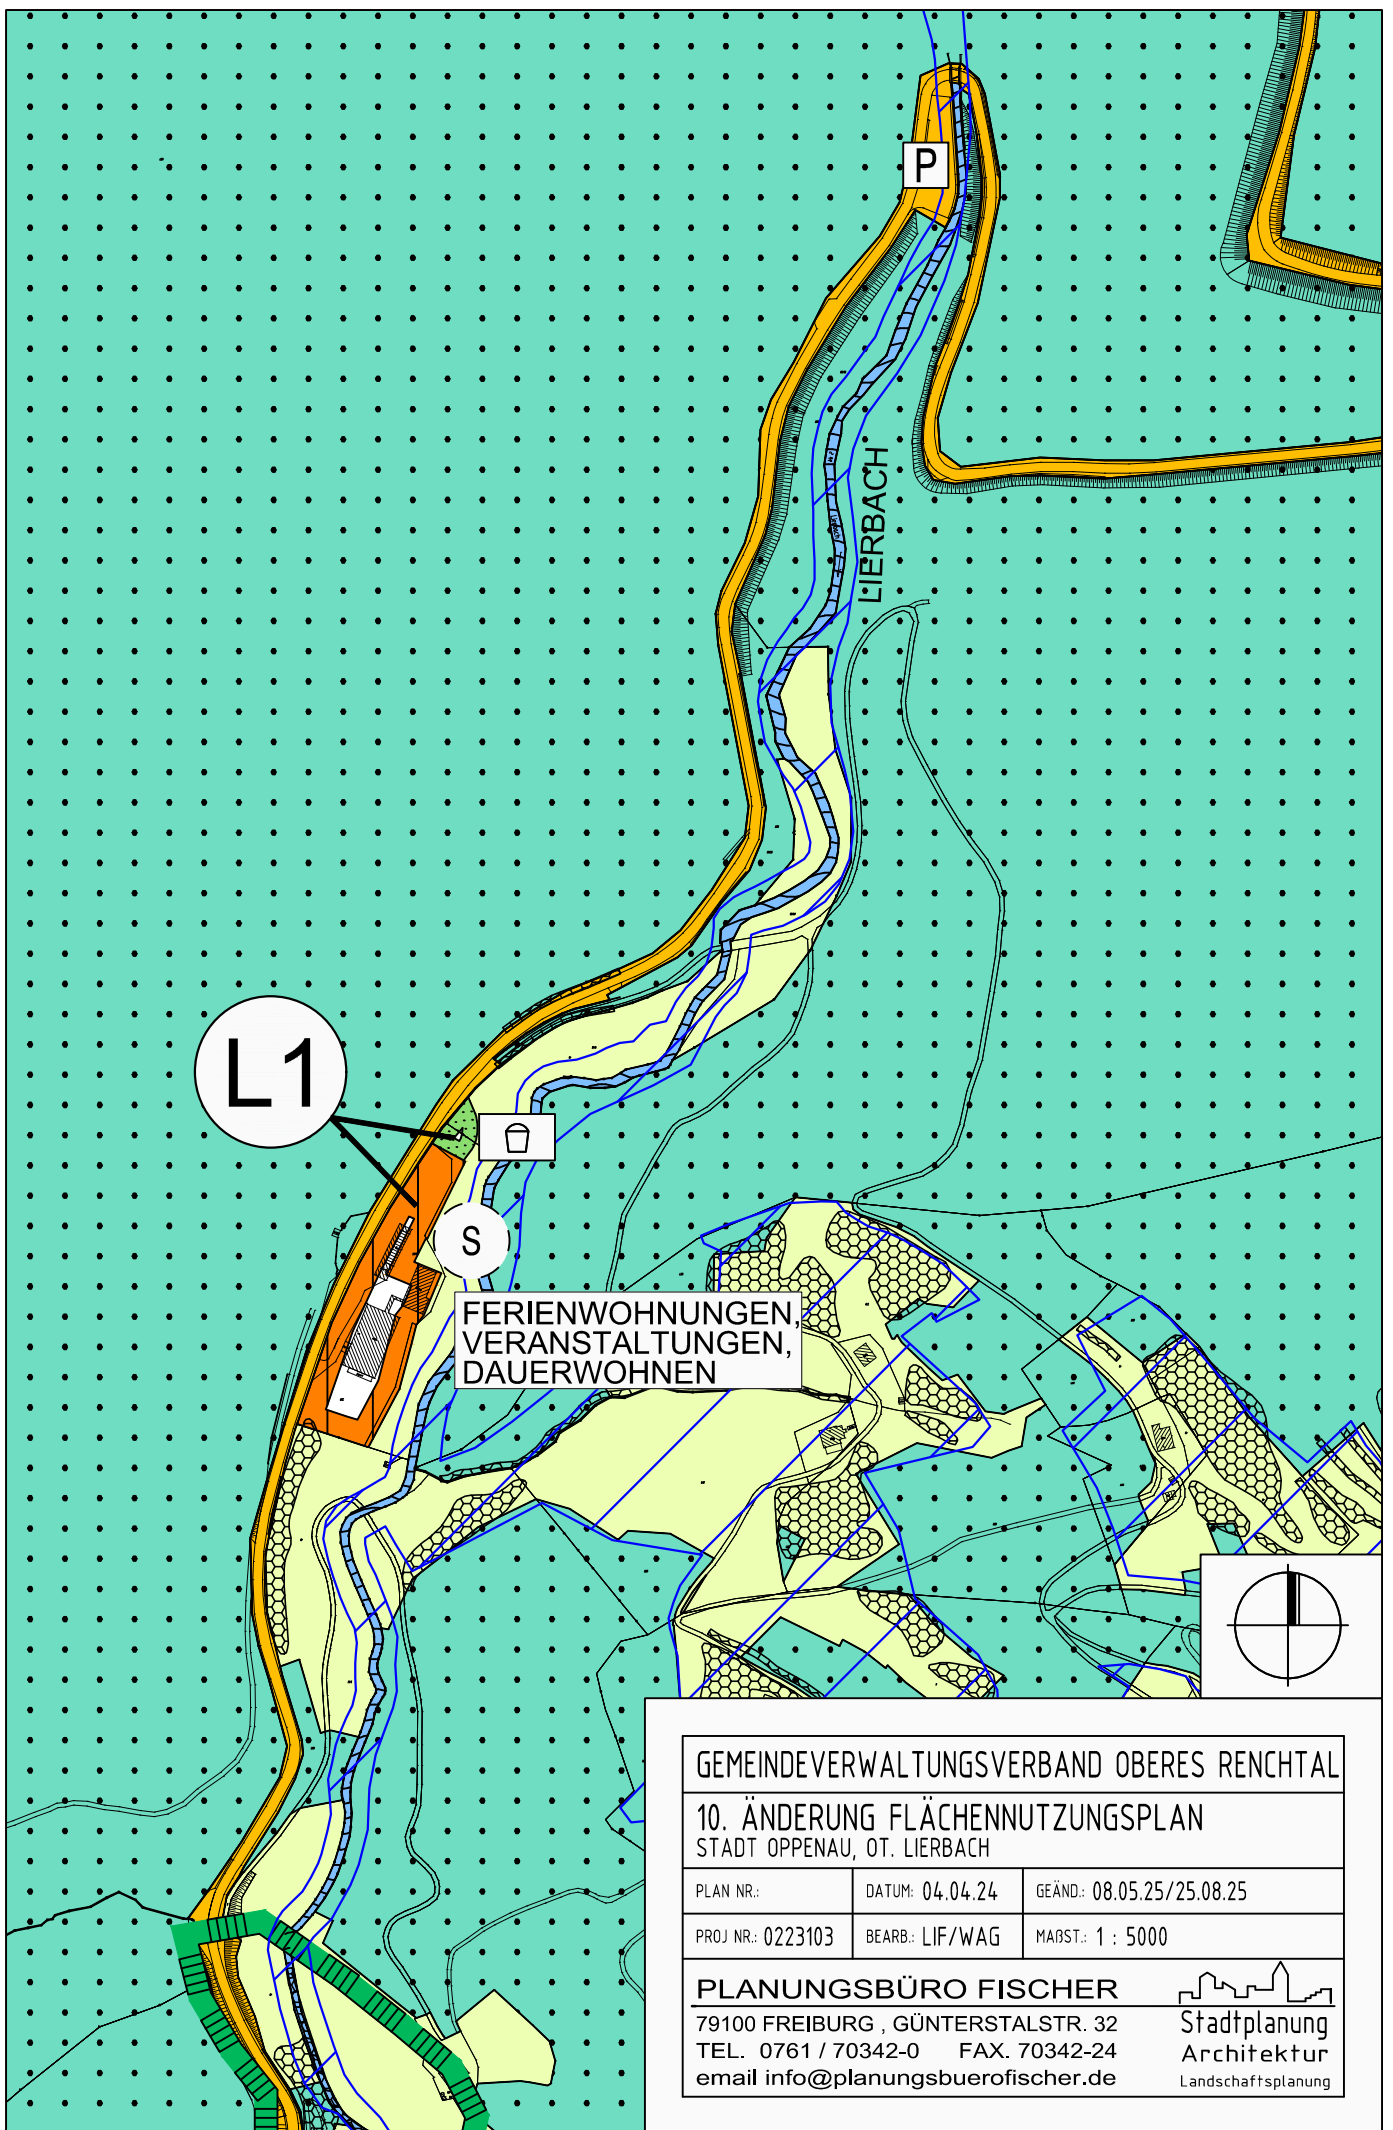 P
LIERBACH
L1
S
FERIENWOHNUNGEN,
VERANSTALTUNGEN,
DAUERWOHNEN
GEMEINDEVERWALTUNGSVERBAND OBERES RENCHTAL
10. ÄNDERUNG FLÄCHENNUTZUNGSPLAN
STADT OPPENAU, OT. LIERBACH
PLAN NR.:
DATUM: 04.04.24
GEÄND.: 08.05.25/25.08.25
PROJ NR.: 0223103
BEARB.: LIF/WAG
MAßST.: 1 : 5000
PLANUNGSBÜRO FISCHER
79100 FREIBURG , GÜNTERSTALSTR. 32
TEL. 0761 / 70342-0 FAX. 70342-24
email info@planungsbuerofischer.de
Stadtplanung
Architektur
Landschaftsplanung